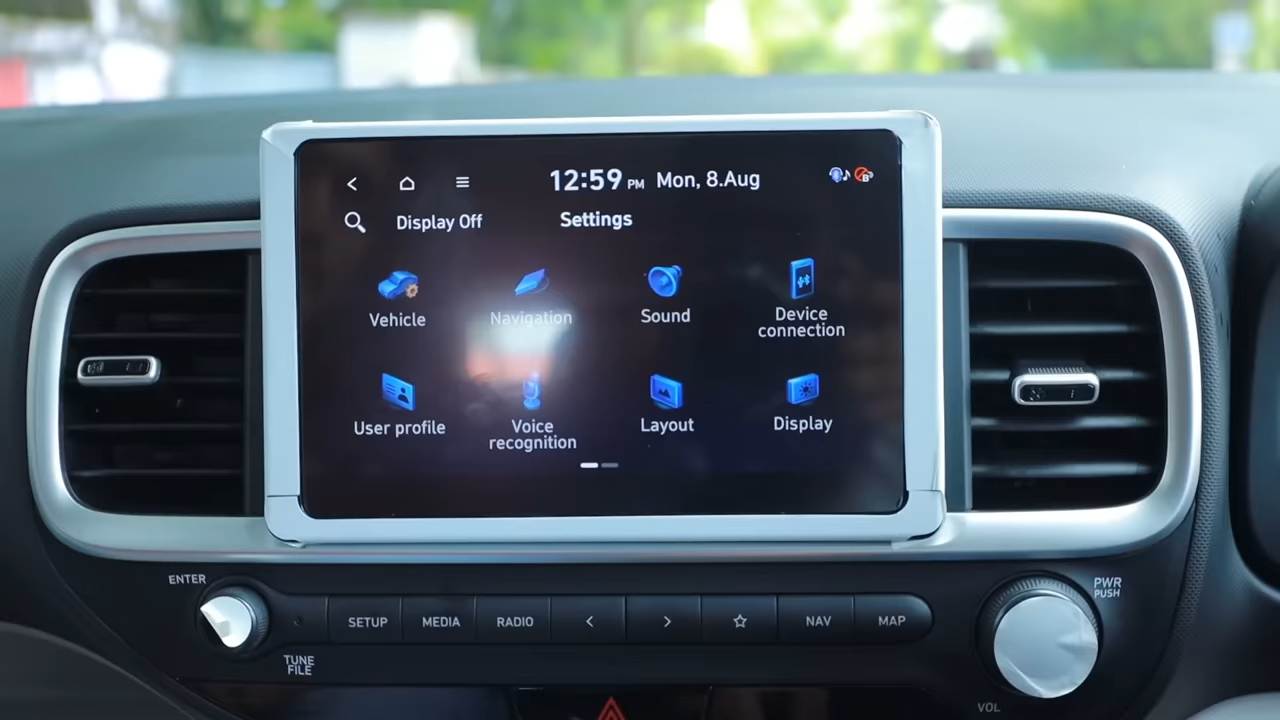 12:59 PM Mon, 8.Aug
Display Off
Settings
Vehicle
Navigation
Sound
Device
connection
User profile
Voice
recognition
Layout
Display
ENTER
TUNE
FILE
SETUP
MEDIA
RADIO
NAV
MAP
PWR
PUSH
VOL